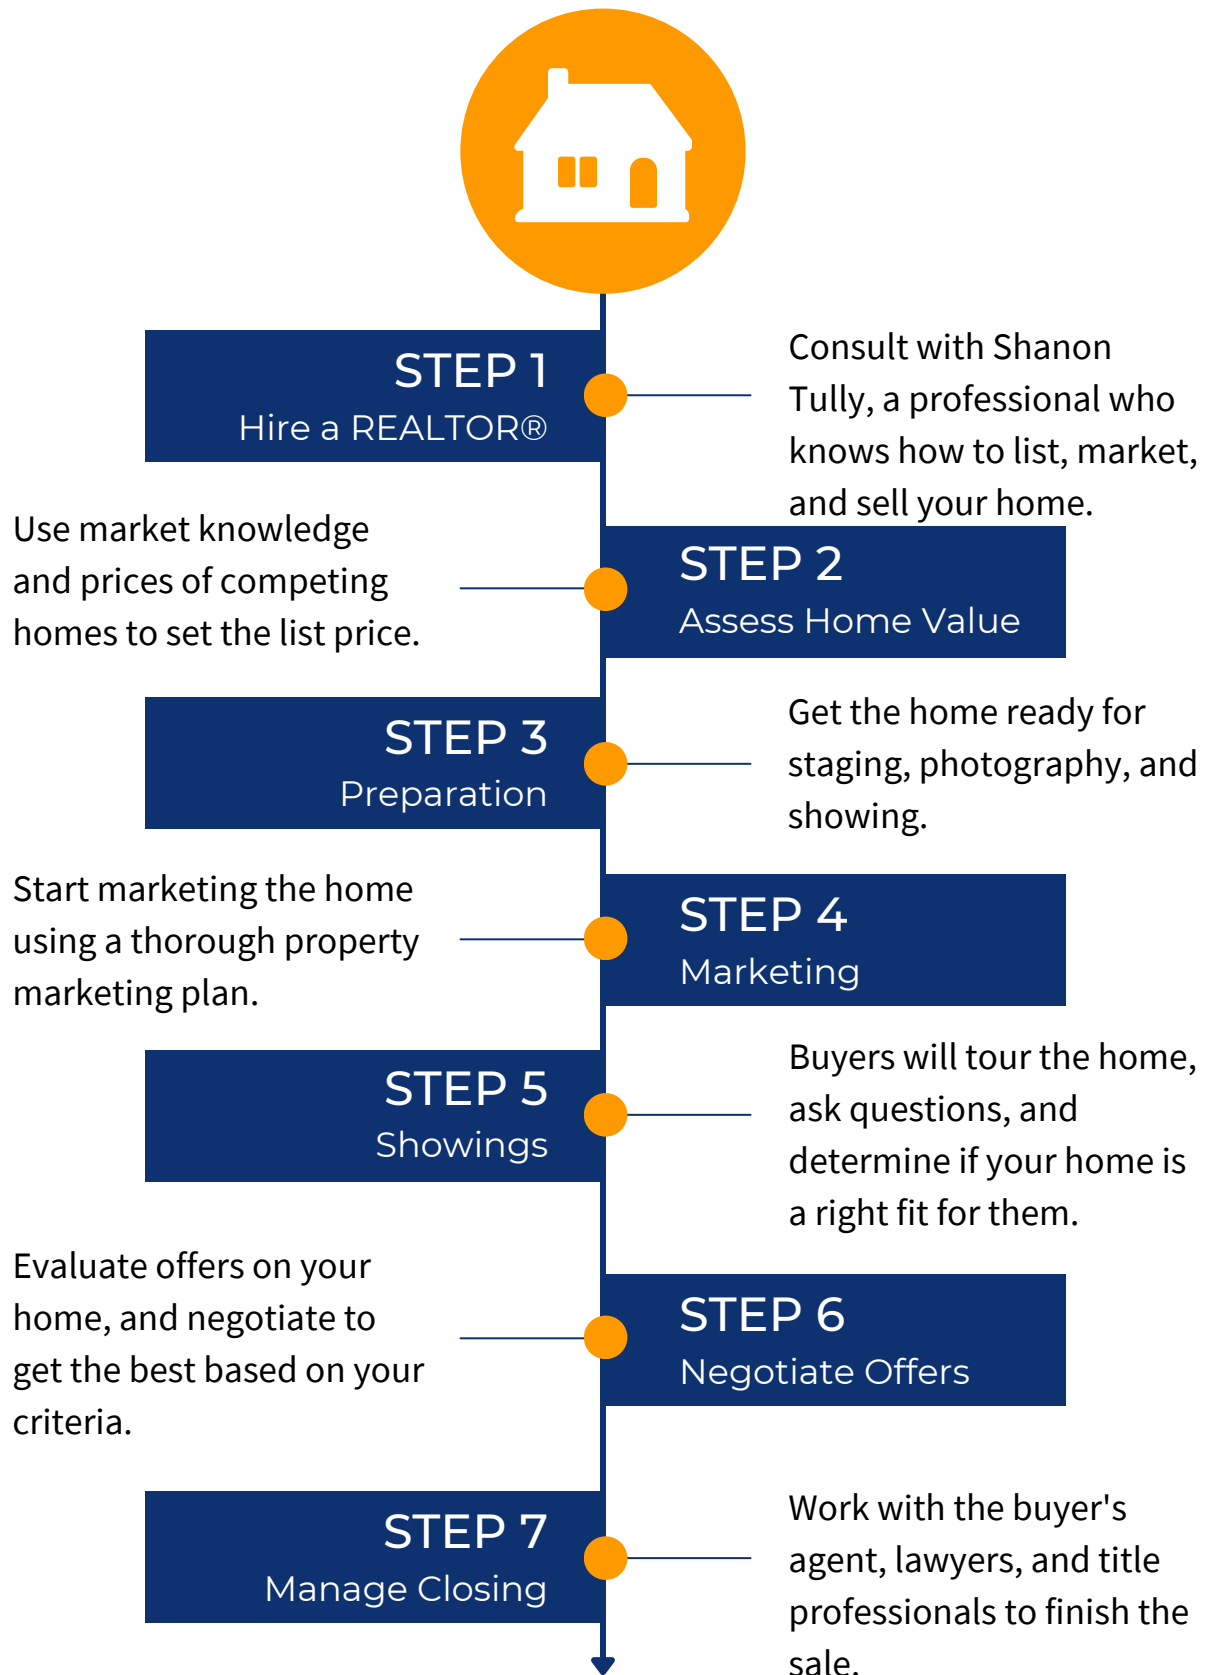 STEP 1
Hire a REALTOR®
Consult with Shanon
Tully, a professional who
knows how to list, market,
and sell your home.
STEP 2
Assess Home Value
Use market knowledge
and prices of competing
homes to set the list price.
STEP 3
Preparation
Get the home ready for
staging, photography, and
showing.
STEP 4
Marketing
Start marketing the home
using a thorough property
marketing plan.
STEP 5
Showings
Buyers will tour the home,
ask questions, and
determine if your home is
a right fit for them.
STEP 6
Negotiate Offers
Evaluate offers on your
home, and negotiate to
get the best based on your
criteria.
STEP 7
Manage Closing
Work with the buyer's
agent, lawyers, and title
professionals to finish the
sale.